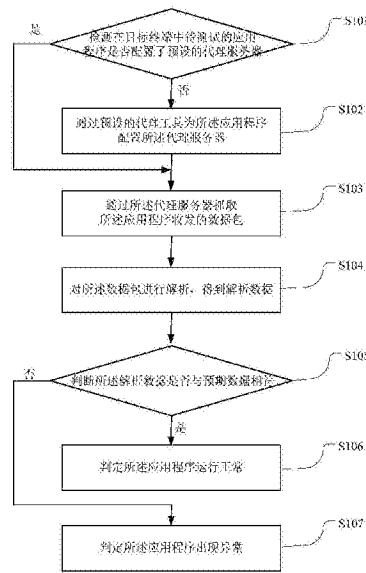 S101
检测在目标终端中待测试的应用
程序是否配置了预设的代理服务器
是
否
S102
通过预设的代理工具为所述应用程序
配置所述代理服务器
S103
通过所述代理服务器抓取
所述应用程序收发的数据包
S104
对所述数据包进行解析，得到解析数据
S105
判断所述解析数据是否与预期数据相符
否
是
S106
判定所述应用程序运行正常
S107
判定所述应用程序出现异常